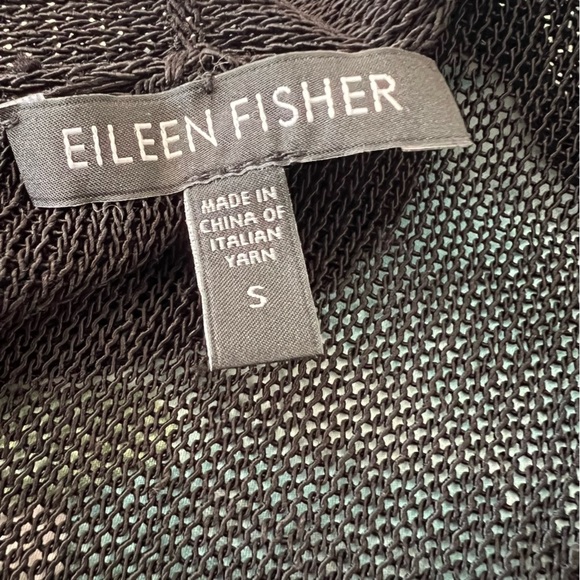 EILEEN FISHER
MADE IN
CHINA OF
ITALIAN
YARN
S